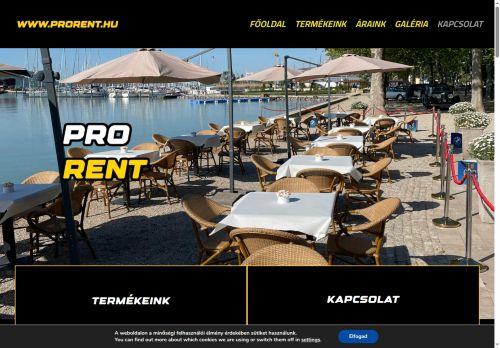 WWW.PRORENT.HU
FŐOLDAL TERMÉKEINK ÁRAINK GALÉRIA KAPCSOLAT
PRO
RENT
TERMÉKEINK
KAPCSOLAT
A weboldalon a minőségi felhasználói élmény érdekében sütiket használunk.
You can find out more about which cookies we are using or switch them off in settings.
Elfogad